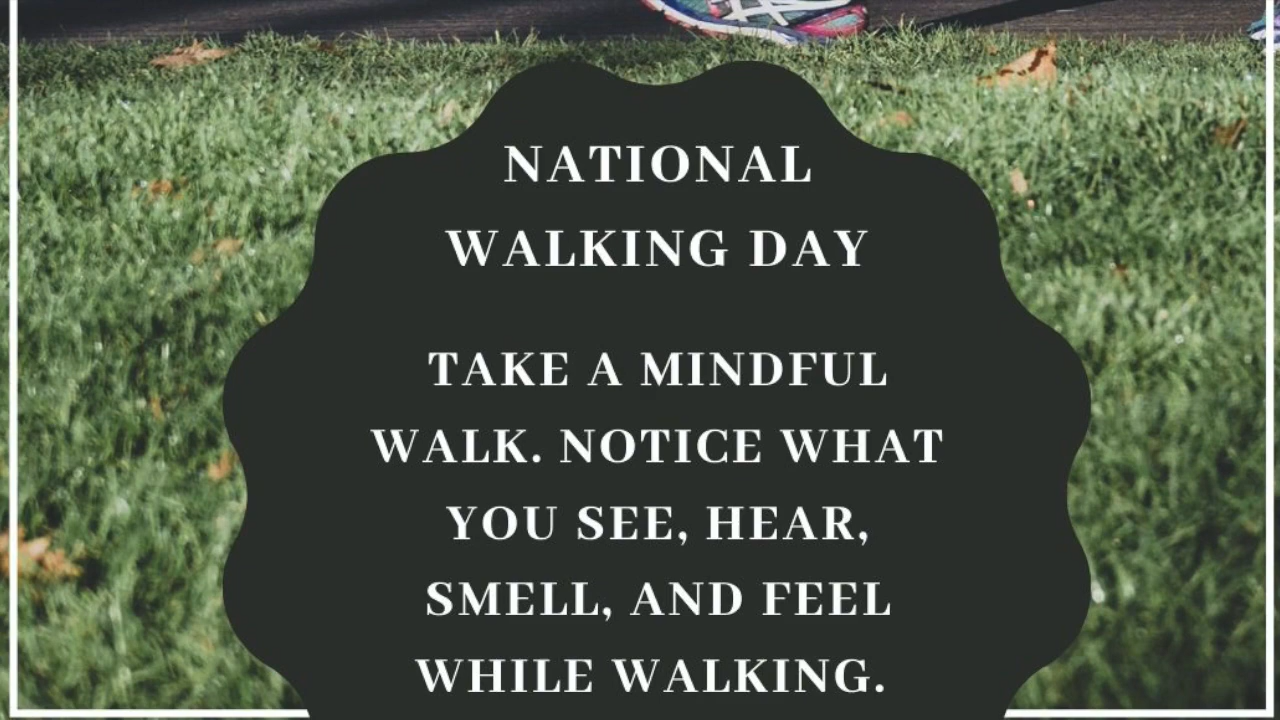 NATIONAL
WALKING DAY
TAKE A MINDFUL
WALK. NOTICE WHAT
YOU SEE, HEAR,
SMELL, AND FEEL
WHILE WALKING.